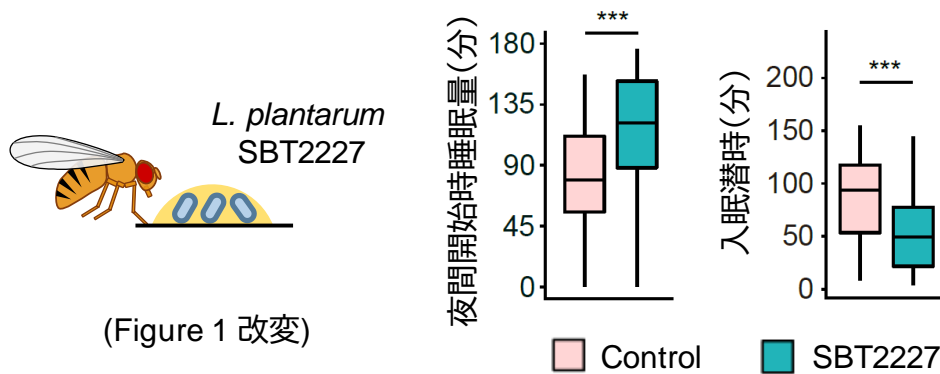 L. plantarum
SBT2227
(Figure 1 改変)
夜間開始時睡眠量(分)
180
135
90
45
0
***
入眠潜時(分)
200
150
100
50
0
***
Control
SBT2227